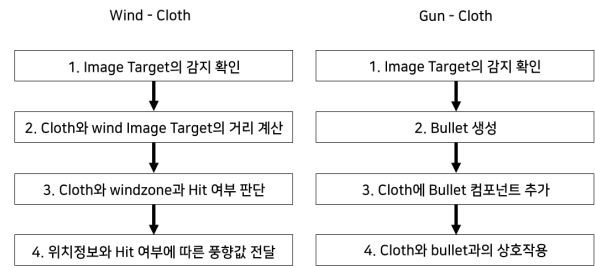 Wind - Cloth
1. Image Target의 감지 확인
2. Cloth와 wind Image Target의 거리 계산
3. Cloth와 windzone과 Hit 여부 판단
4. 위치정보와 Hit 여부에 따른 풍향값 전달
Gun - Cloth
1. Image Target의 감지 확인
2. Bullet 생성
3. Cloth에 Bullet 컴포넌트 추가
4. Cloth와 bullet과의 상호작용